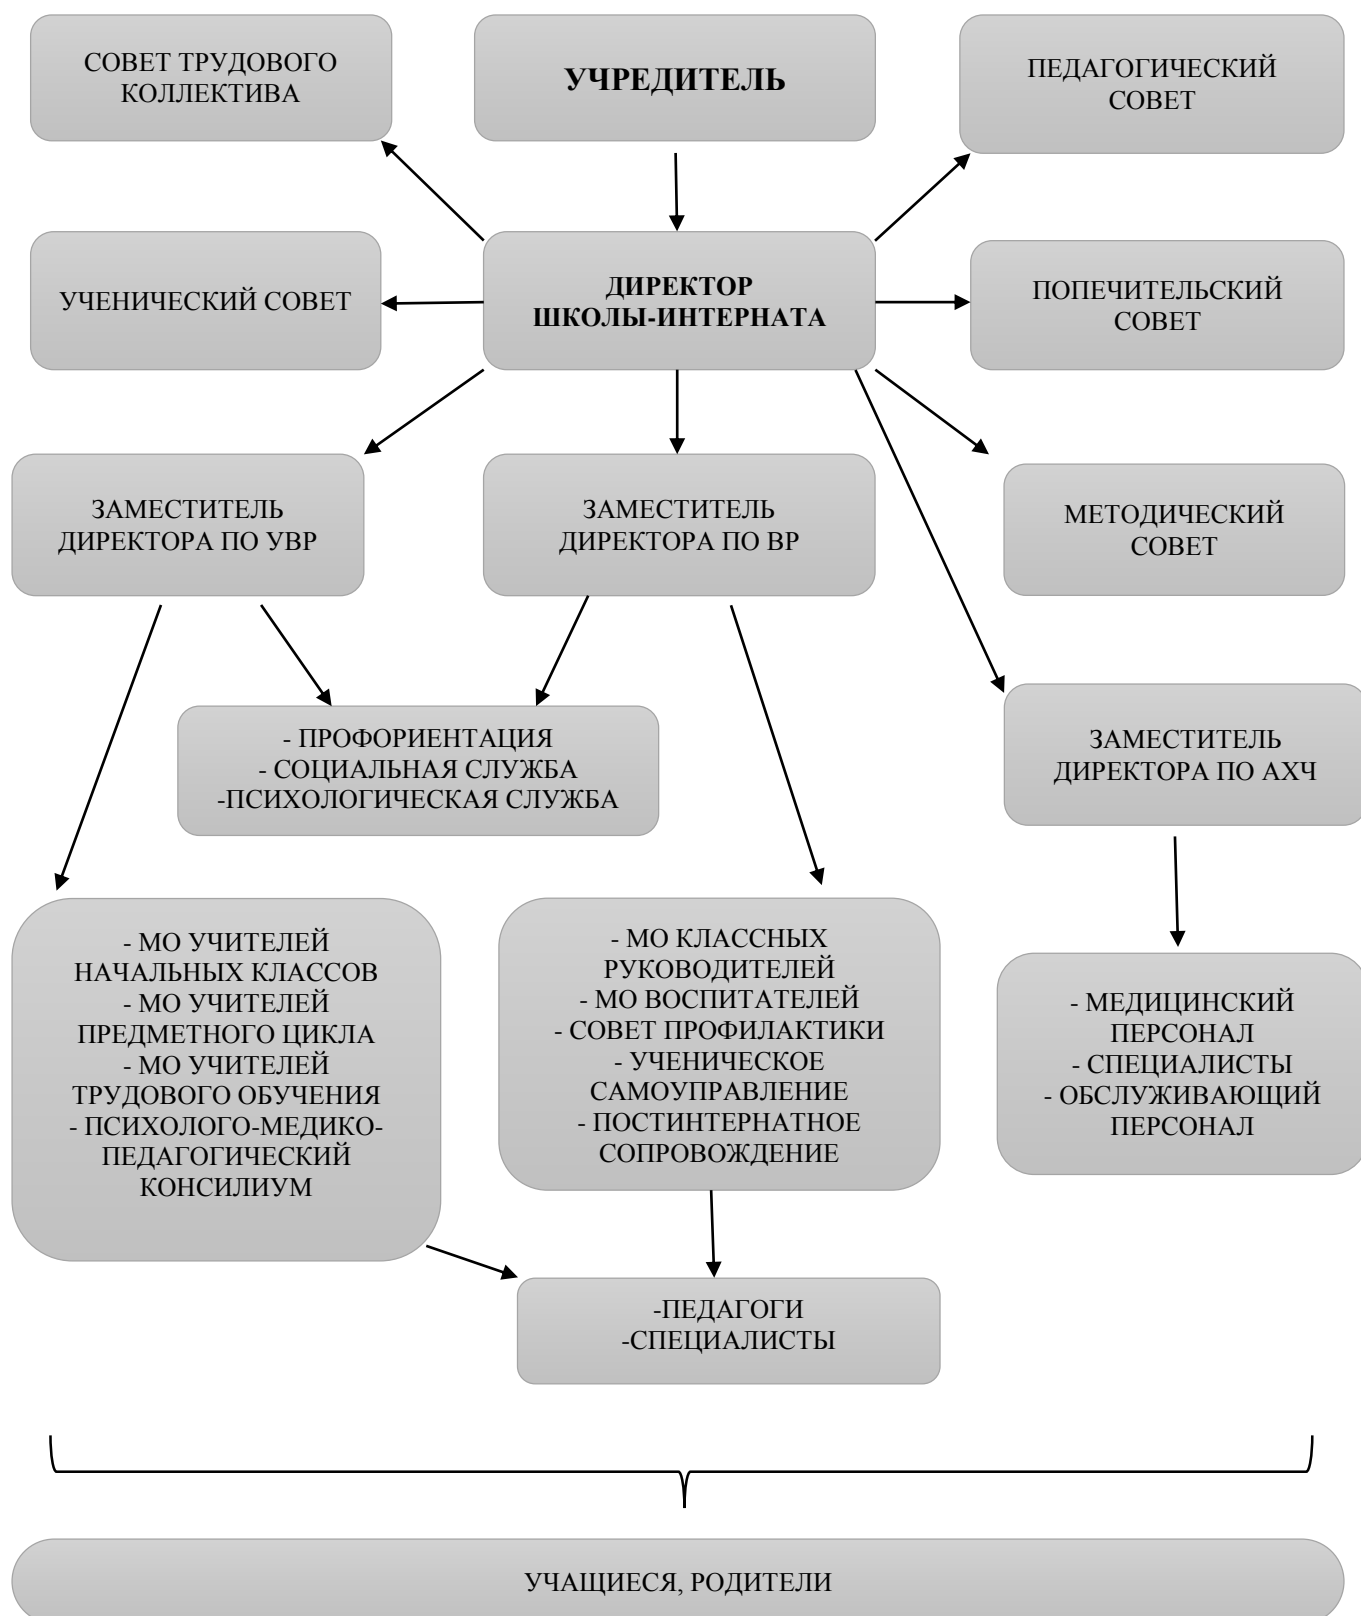 СОВЕТ ТРУДОВОГО
КОЛЛЕКТИВА
УЧРЕДИТЕЛЬ
ПЕДАГОГИЧЕСКИЙ
СОВЕТ
УЧЕНИЧЕСКИЙ СОВЕТ
ДИРЕКТОР
ШКОЛЫ-ИНТЕРНАТА
ПОПЕЧИТЕЛЬСКИЙ
СОВЕТ
ЗАМЕСТИТЕЛЬ
ДИРЕКТОРА ПО УВР
ЗАМЕСТИТЕЛЬ
ДИРЕКТОРА ПО ВР
МЕТОДИЧЕСКИЙ
СОВЕТ
- ПРОФОРИЕНТАЦИЯ
- СОЦИАЛЬНАЯ СЛУЖБА
-ПСИХОЛОГИЧЕСКАЯ СЛУЖБА
ЗАМЕСТИТЕЛЬ
ДИРЕКТОРА ПО АХЧ
- МО УЧИТЕЛЕЙ
НАЧАЛЬНЫХ КЛАССОВ
- МО УЧИТЕЛЕЙ
ПРЕДМЕТНОГО ЦИКЛА
- МО УЧИТЕЛЕЙ
ТРУДОВОГО ОБУЧЕНИЯ
- ПСИХОЛОГО-МЕДИКО-
ПЕДАГОГИЧЕСКИЙ
КОНСИЛИУМ
- МО КЛАССНЫХ
РУКОВОДИТЕЛЕЙ
- МО ВОСПИТАТЕЛЕЙ
- СОВЕТ ПРОФИЛАКТИКИ
- УЧЕНИЧЕСКОЕ
САМОУПРАВЛЕНИЕ
- ПОСТИНТЕРНАТНОЕ
СОПРОВОЖДЕНИЕ
- МЕДИЦИНСКИЙ
ПЕРСОНАЛ
- СПЕЦИАЛИСТЫ
- ОБСЛУЖИВАЮЩИЙ
ПЕРСОНАЛ
-ПЕДАГОГИ
-СПЕЦИАЛИСТЫ
УЧАЩИЕСЯ, РОДИТЕЛИ